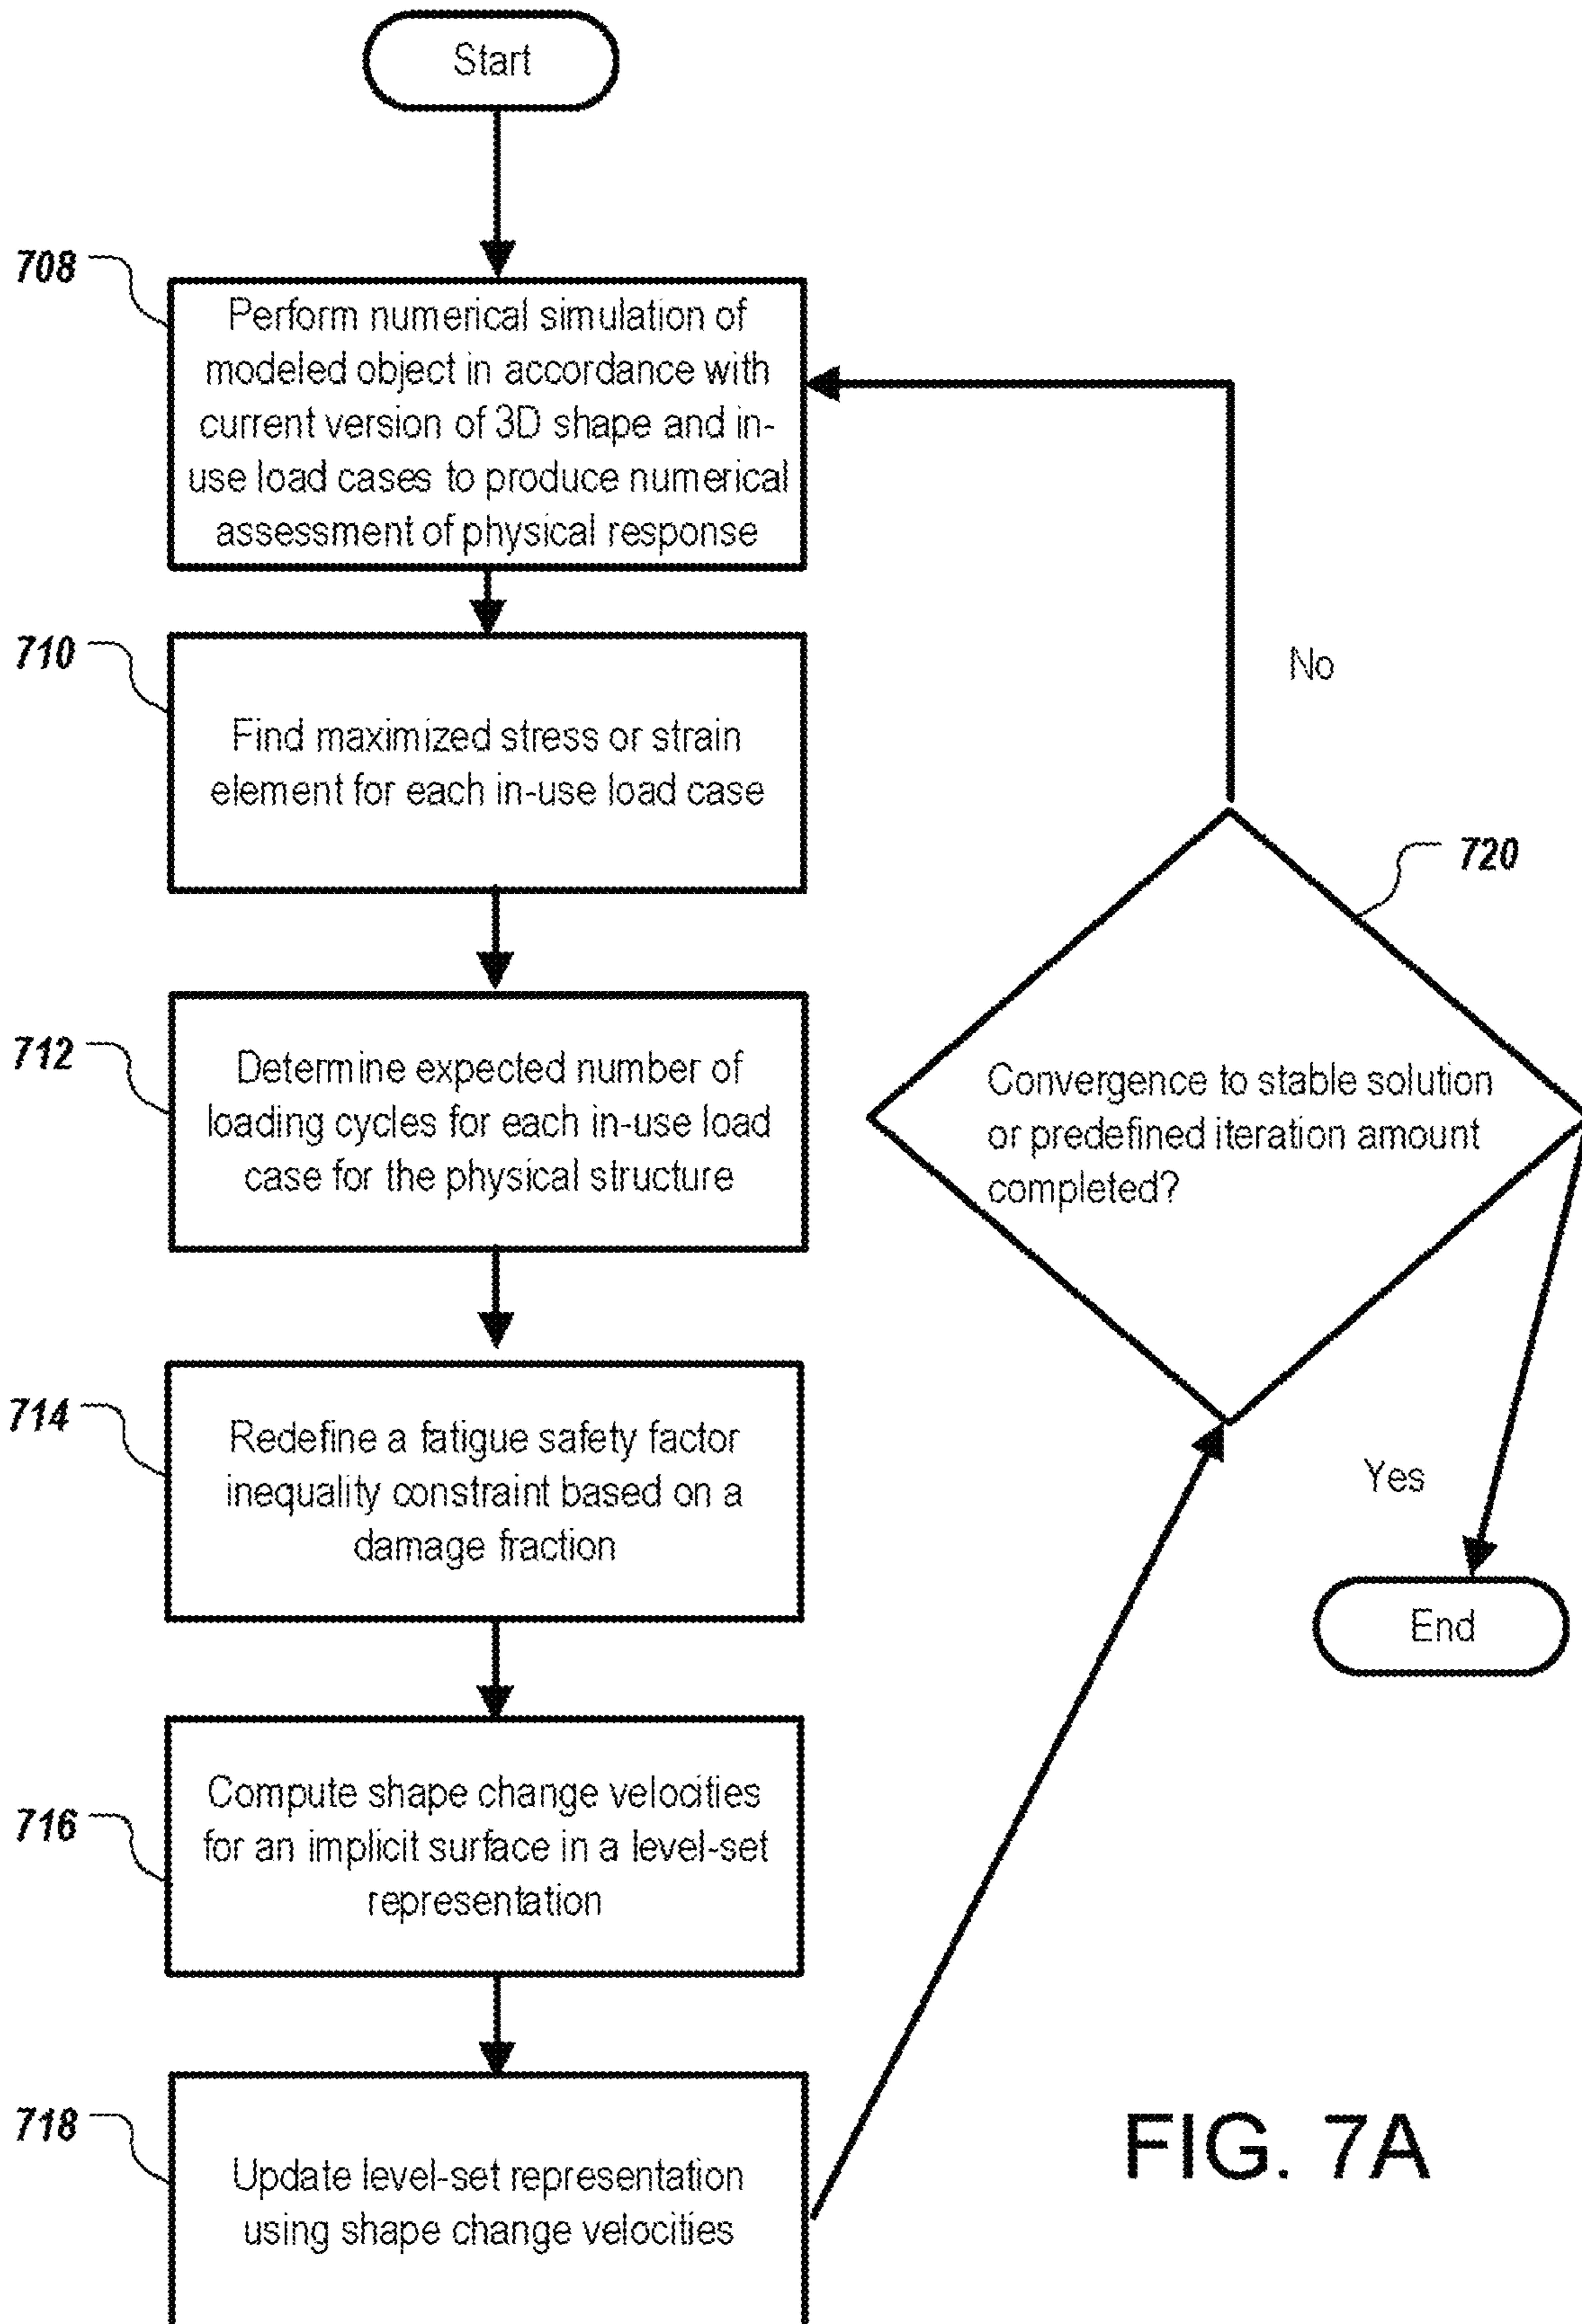 Start
708
Perform numerical simulation of
modeled object in accordance with
current version of 3D shape and in-
use load cases to produce numerical
assessment of physical response
710
Find maximized stress or strain
element for each in-use load case
712
Determine expected number of
loading cycles for each in-use load
case for the physical structure
714
Redefine a fatigue safety factor
inequality constraint based on a
damage fraction
716
Compute shape change velocities
for an implicit surface in a level-set
representation
718
Update level-set representation
using shape change velocities
720
Convergence to stable solution
or predefined iteration amount
completed?
No
Yes
End
FIG. 7A